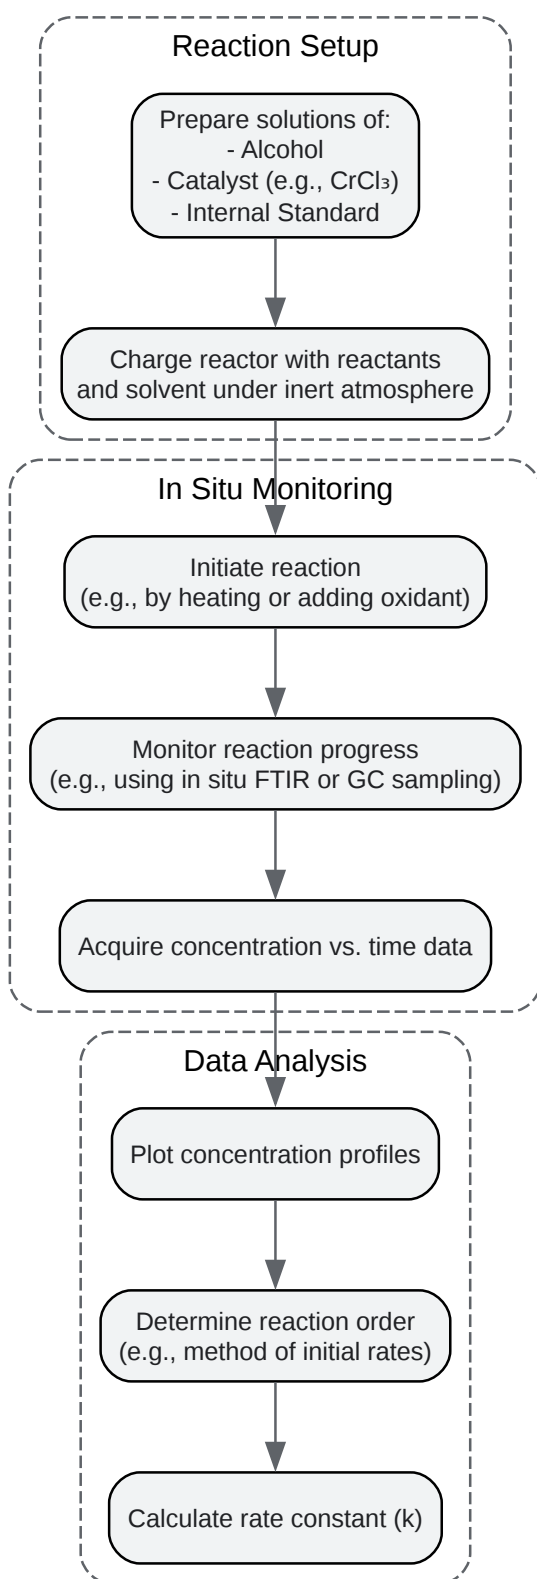 Reaction Setup
Prepare solutions of:
- Alcohol
- Catalyst (e.g., CrCl₃)
- Internal Standard
Charge reactor with reactants
and solvent under inert atmosphere
In Situ Monitoring
Initiate reaction
(e.g., by heating or adding oxidant)
Monitor reaction progress
(e.g., using in situ FTIR or GC sampling)
Acquire concentration vs. time data
Data Analysis
Plot concentration profiles
Determine reaction order
(e.g., method of initial rates)
Calculate rate constant (k)